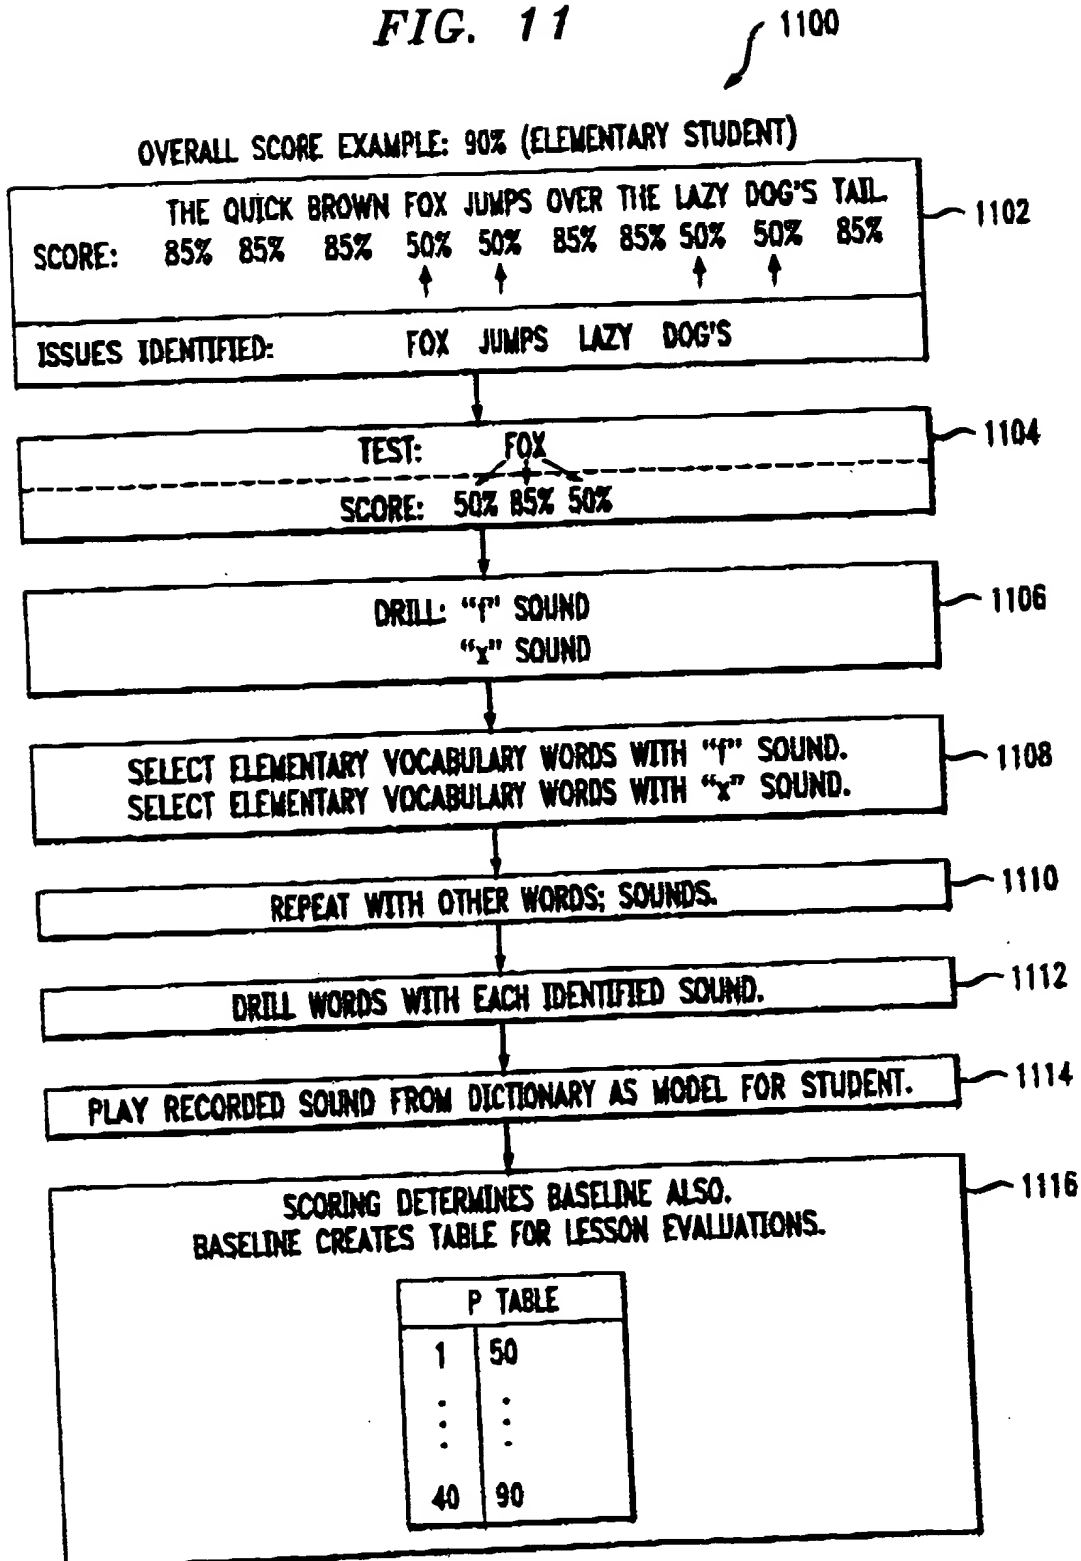 FIG. 11
1100
OVERALL SCORE EXAMPLE: 90% (ELEMENTARY STUDENT)
THE QUICK BROWN FOX JUMPS OVER THE LAZY DOG'S TAIL.
1102
SCORE: 85% 85% 85% 50% 50% 85% 85% 50% 50% 85%
ISSUES IDENTIFIED: FOX JUMPS LAZY DOG'S
TEST: FOX
1104
SCORE: 50% 85% 50%
DRILL: "f" SOUND
1106
"x" SOUND
SELECT ELEMENTARY VOCABULARY WORDS WITH "f" SOUND.
1108
SELECT ELEMENTARY VOCABULARY WORDS WITH "x" SOUND.
REPEAT WITH OTHER WORDS; SOUNDS.
1110
DRILL WORDS WITH EACH IDENTIFIED SOUND.
1112
PLAY RECORDED SOUND FROM DICTIONARY AS MODEL FOR STUDENT.
1114
SCORING DETERMINES BASELINE ALSO.
1116
BASELINE CREATES TABLE FOR LESSON EVALUATIONS.
P TABLE
1 50
40 90